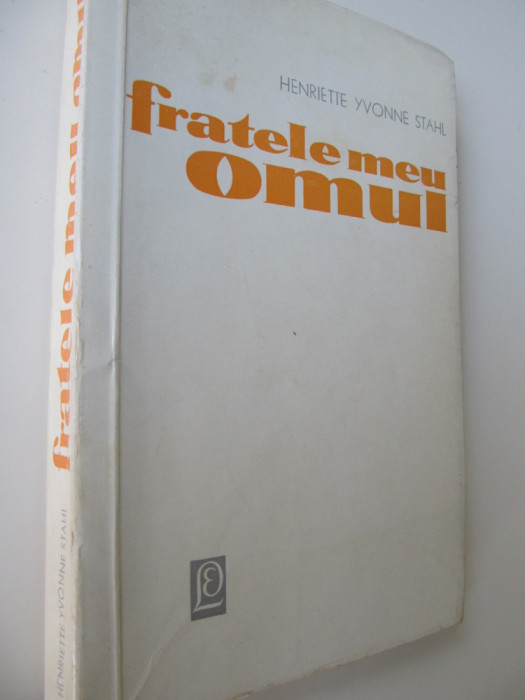 HENRIETTE YVONNE STAHL
fratele meu
omul
fratele meu omul
HENRIETTE YVONNE STAHL